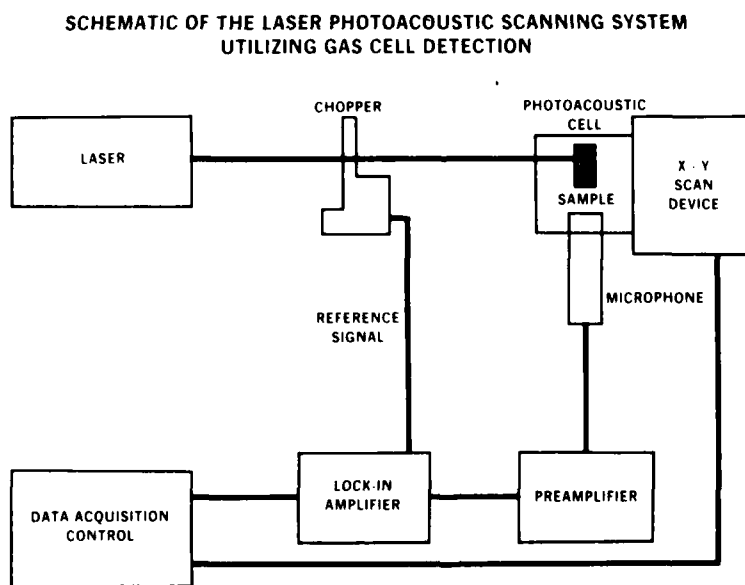 SCHEMATIC OF THE LASER PHOTOACOUSTIC SCANNING SYSTEM
UTILIZING GAS CELL DETECTION
CHOPPER
PHOTOACOUSTIC
CELL
LASER
X - Y
SCAN
DEVICE
SAMPLE
MICROPHONE
REFERENCE
SIGNAL
LOCK-IN
AMPLIFIER
PREAMPLIFIER
DATA ACQUISITION
CONTROL